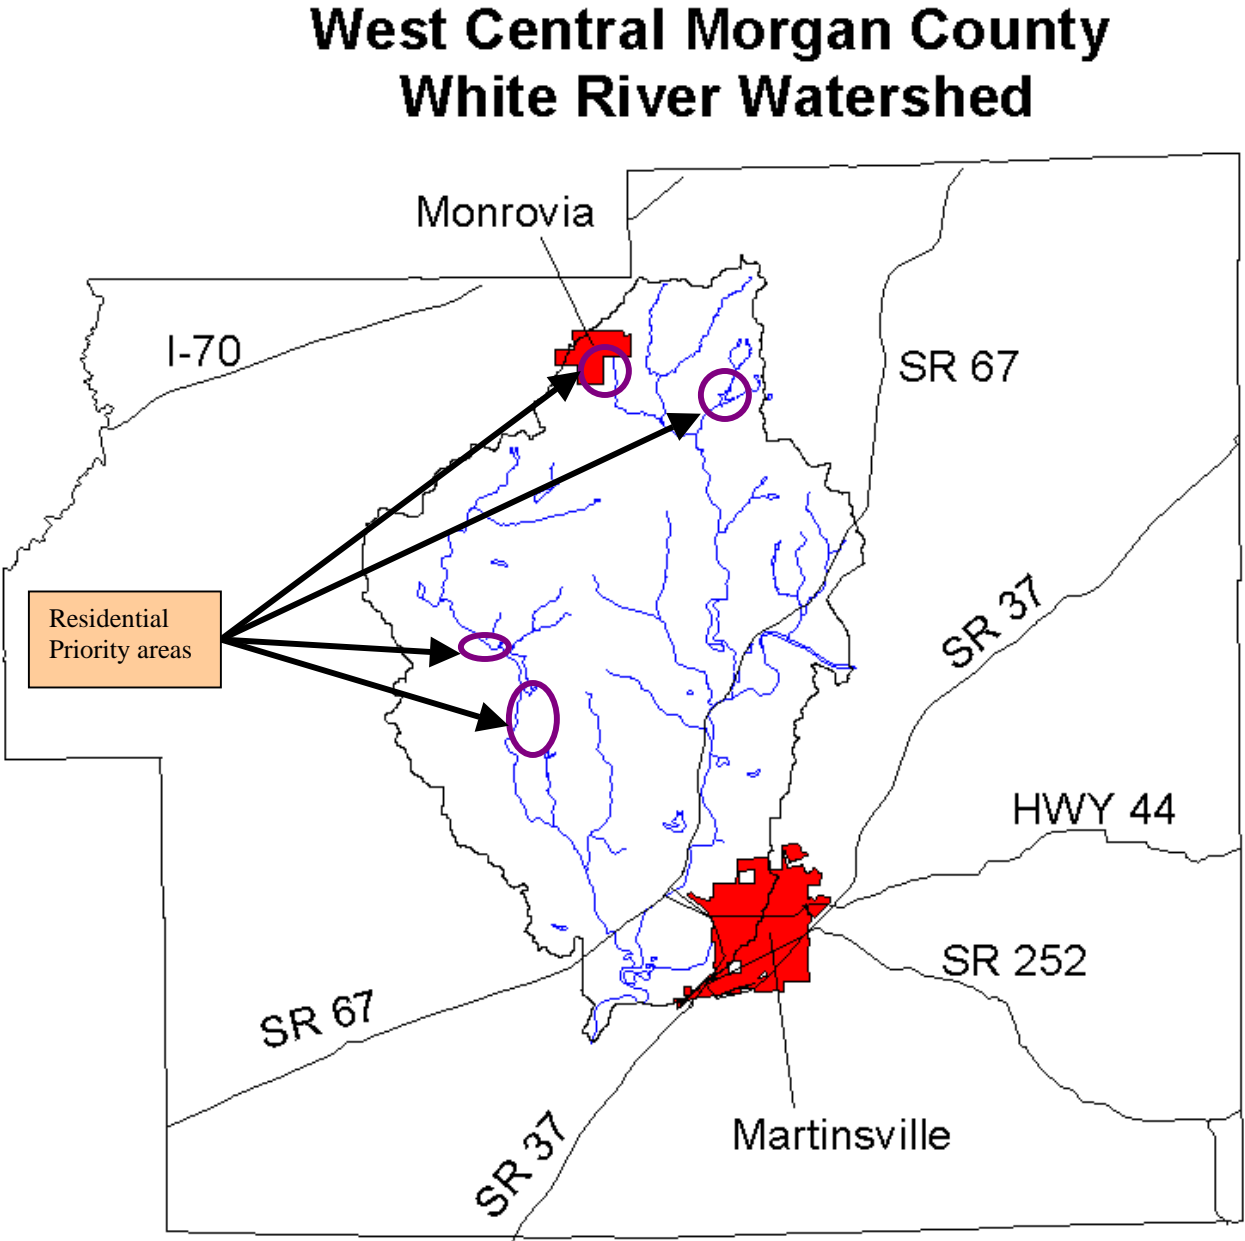 West Central Morgan County
White River Watershed
Monrovia
I-70
SR 67
SR 37
Residential
Priority areas
HWY 44
SR 252
SR 67
Martinsville
SR 37